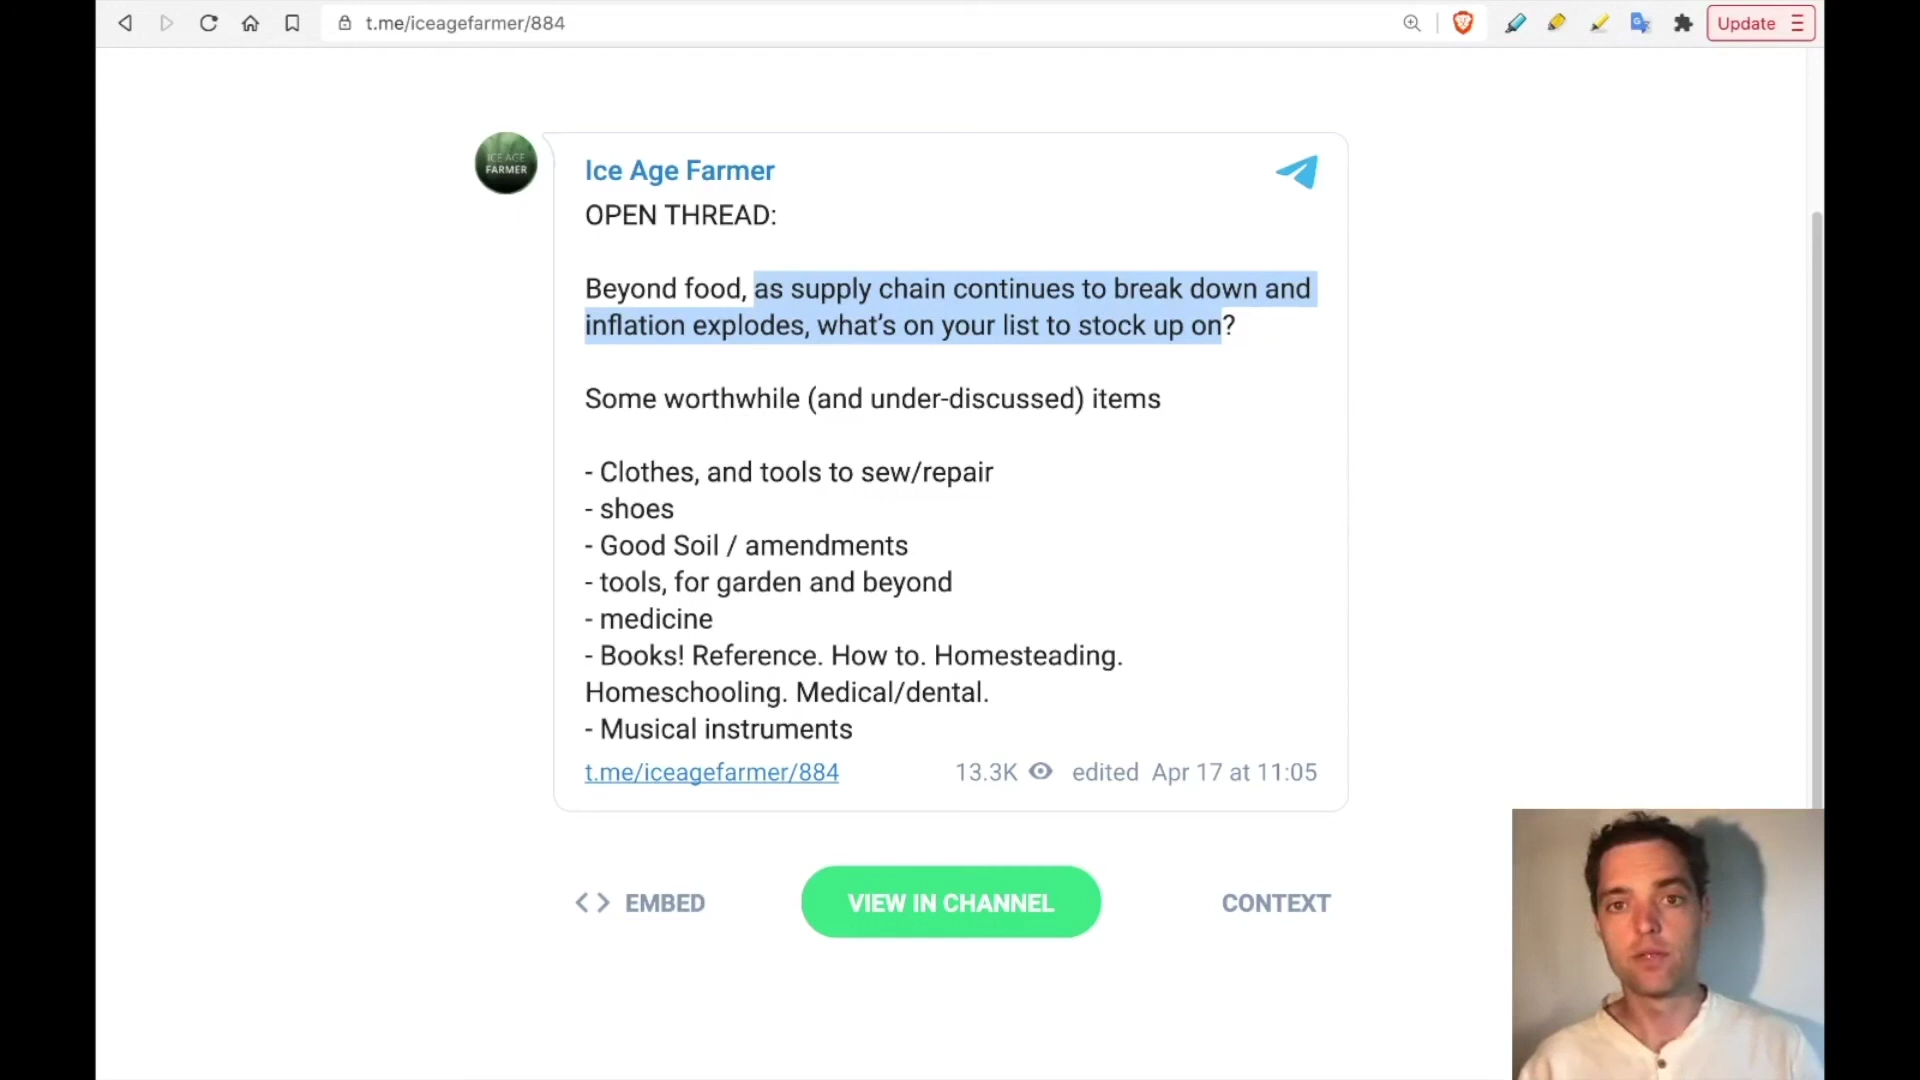 t.me/iceagefarmer/884
Update
ICE AGE
FARMER
Ice Age Farmer
OPEN THREAD:
Beyond food, as supply chain continues to break down and
inflation explodes, what’s on your list to stock up on?
Some worthwhile (and under-discussed) items
- Clothes, and tools to sew/repair
- shoes
- Good Soil / amendments
- tools, for garden and beyond
- medicine
- Books! Reference. How to. Homesteading.
Homeschooling. Medical/dental.
- Musical instruments
t.me/iceagefarmer/884 13.3K edited Apr 17 at 11:05
<> EMBED VIEW IN CHANNEL CONTEXT